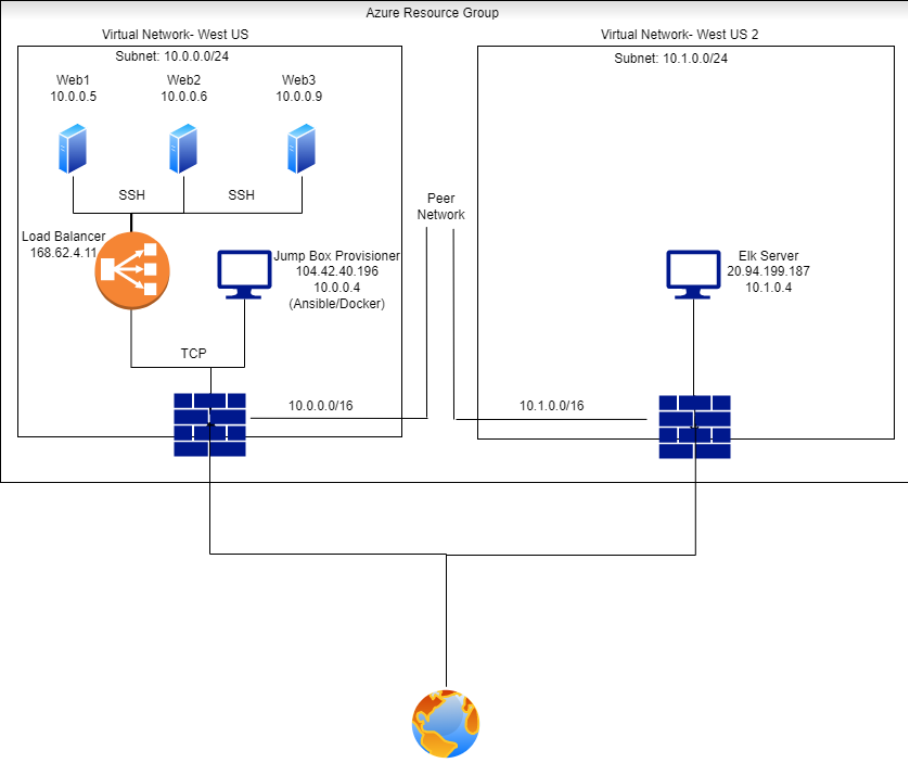 Azure Resource Group
Virtual Network- West US
Virtual Network- West US 2
Subnet: 10.0.0.0/24
Subnet: 10.1.0.0/24
Web1
10.0.0.5
Web2
10.0.0.6
Web3
10.0.0.9
SSH
SSH
Peer
Network
Load Balancer
168.62.4.11
Jump Box Provisioner
104.42.40.196
10.0.0.4
(Ansible/Docker)
Elk Server
20.94.199.187
10.1.0.4
TCP
10.0.0.0/16
10.1.0.0/16